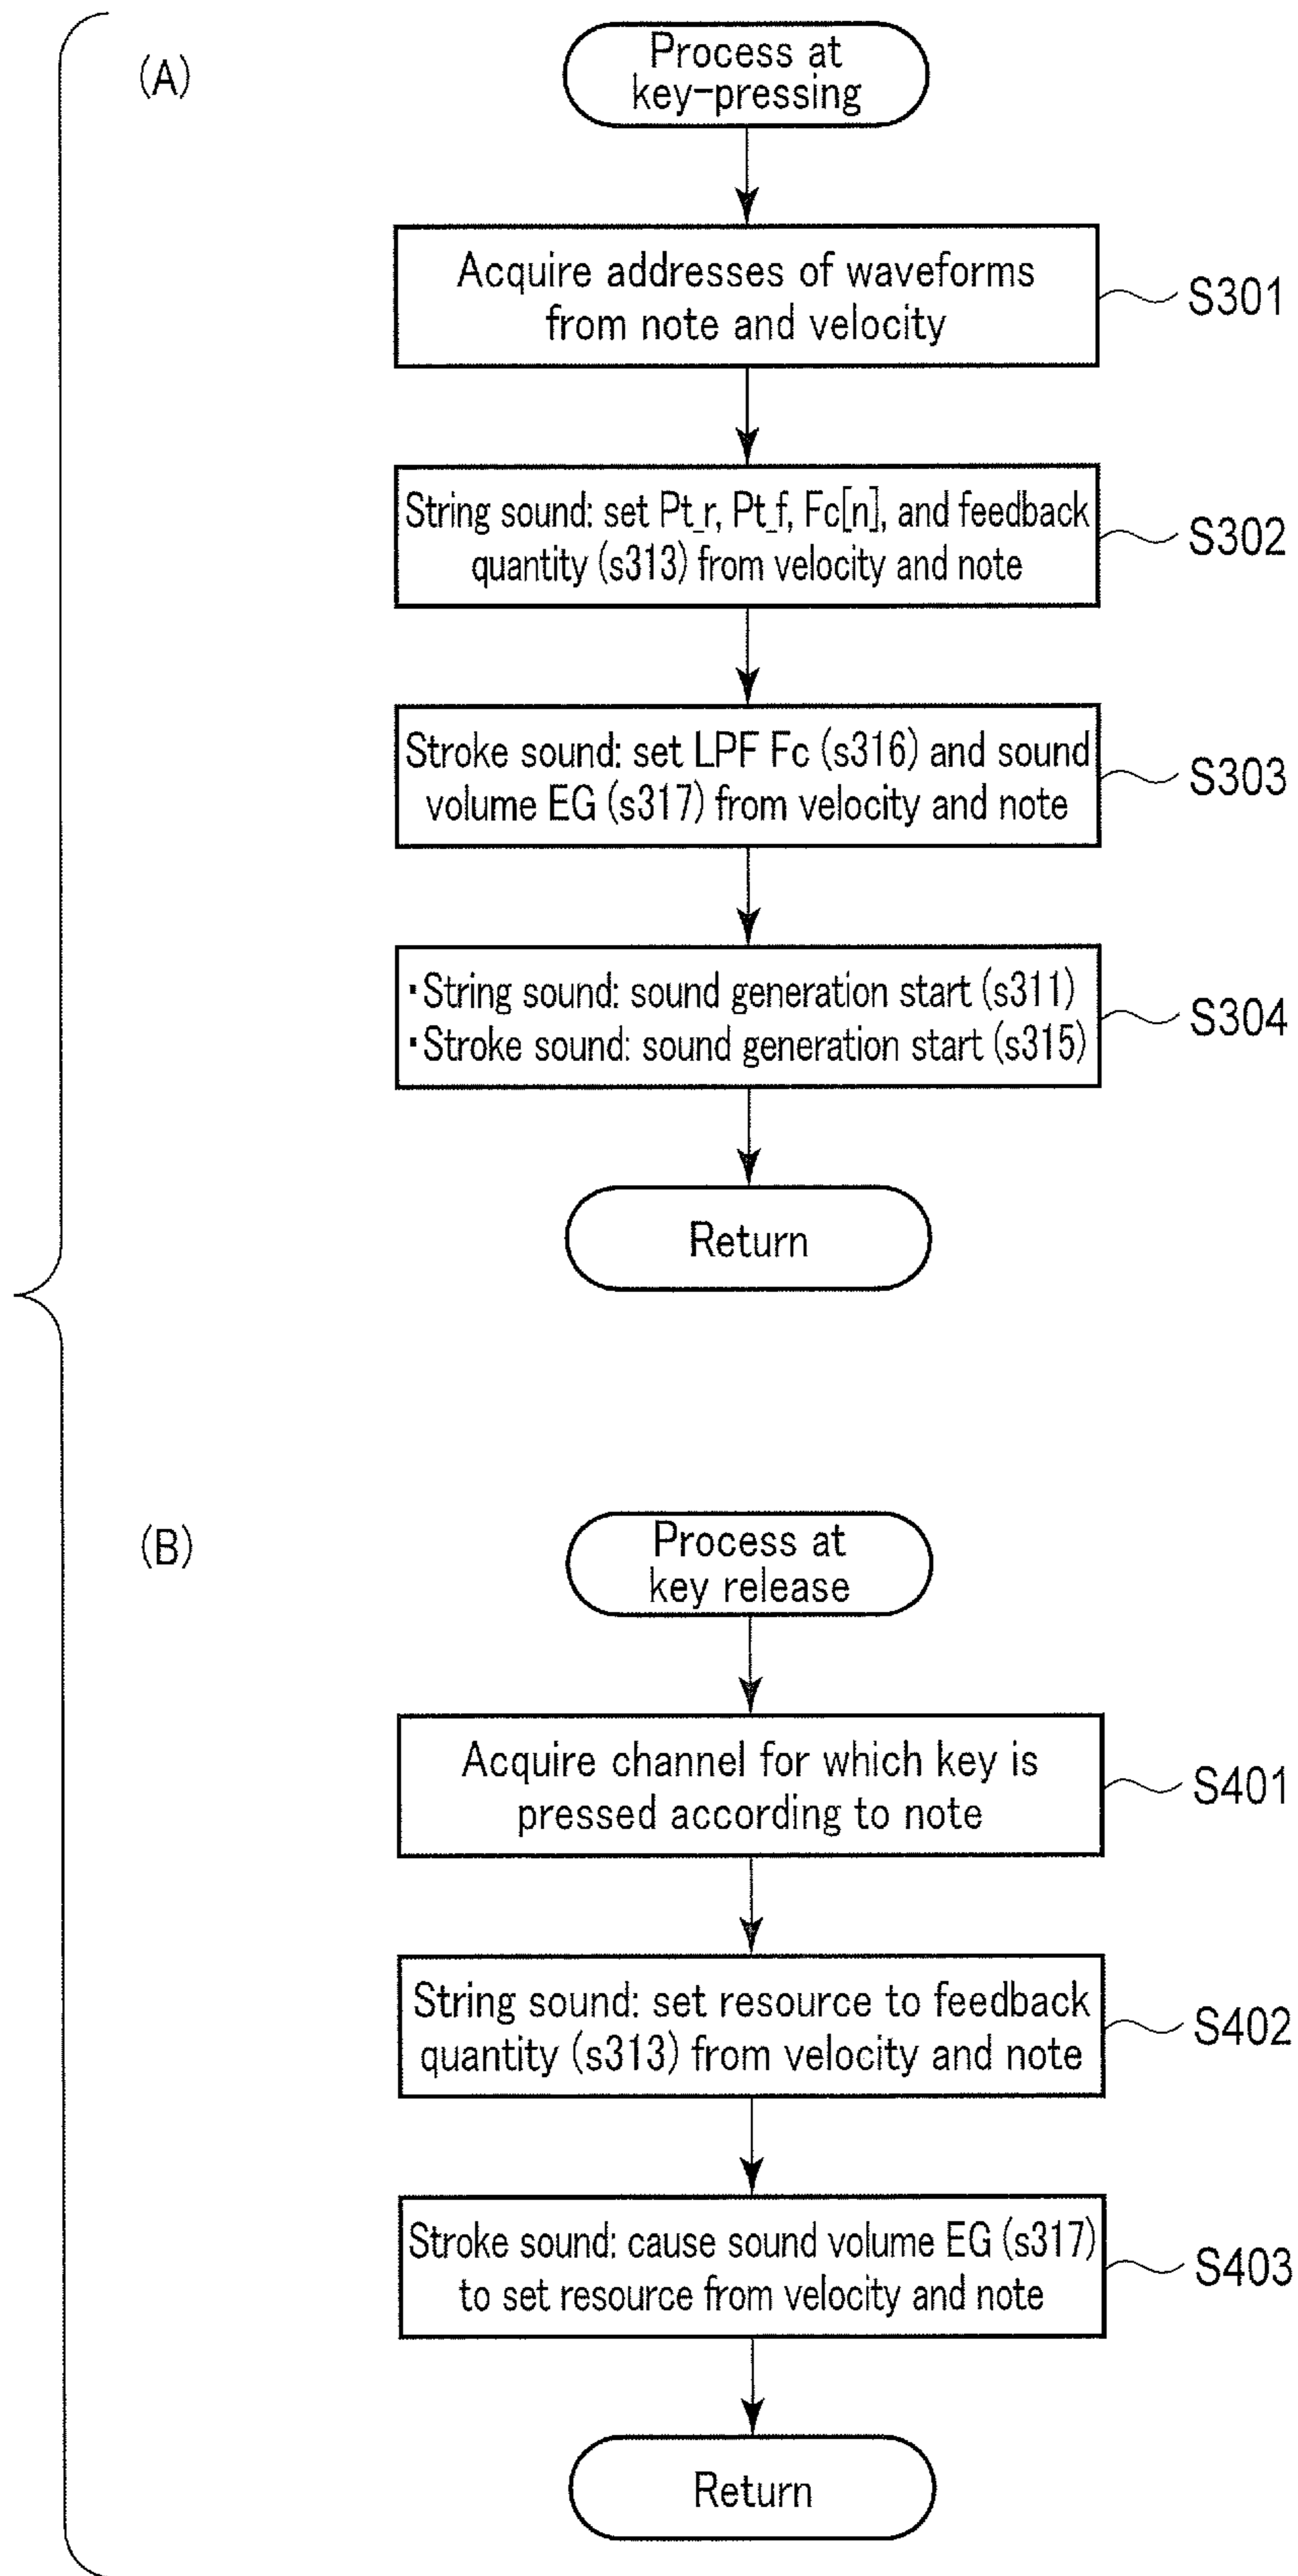 (A)
Process at
key-pressing
Acquire addresses of waveforms
from note and velocity
S301
String sound: set Pt_r, Pt_f, Fc[n], and feedback
quantity (s313) from velocity and note
S302
Stroke sound: set LPF Fc (s316) and sound
volume EG (s317) from velocity and note
S303
・String sound: sound generation start (s311)
・Stroke sound: sound generation start (s315)
S304
Return
(B)
Process at
key release
Acquire channel for which key is
pressed according to note
S401
String sound: set resource to feedback
quantity (s313) from velocity and note
S402
Stroke sound: cause sound volume EG (s317)
to set resource from velocity and note
S403
Return